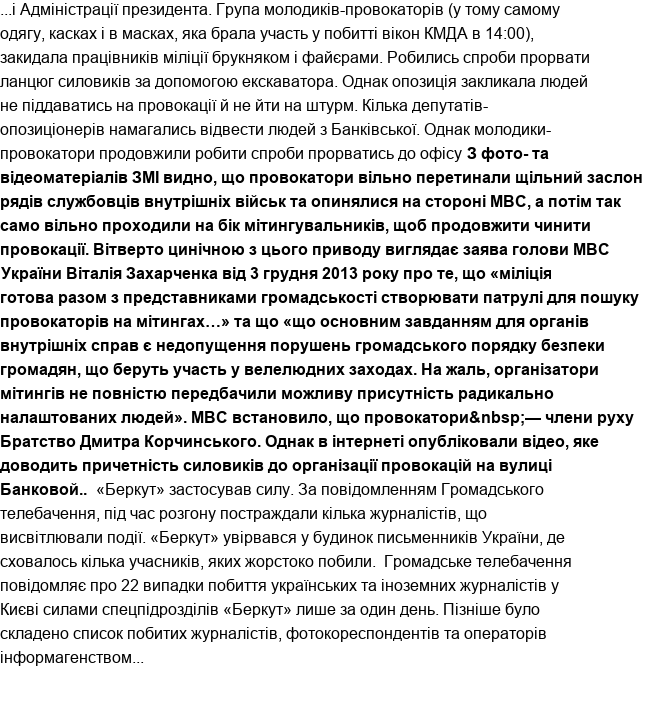 ...і Адміністрації президента. Група молодиків-провокаторів (у тому самому
одягу, касках і в масках, яка брала участь у побитті вікон КМДА в 14:00),
закидала працівників міліції брукняком і файєрами. Робились спроби прорвати
ланцюг силовиків за допомогою екскаватора. Однак опозиція закликала людей
не піддаватись на провокації й не йти на штурм. Кілька депутатів-
опозиціонерів намагались відвести людей з Банківської. Однак молодики-
провокатори продовжили робити спроби прорватись до офісу З фото- та
відеоматеріалів ЗМІ видно, що провокатори вільно перетинали щільний заслон
рядів службовців внутрішніх військ та опинялися на стороні МВС, а потім так
само вільно проходили на бік мітингувальників, щоб продовжити чинити
провокації. Вітверто цинічною з цього приводу виглядає заява голови МВС
України Віталія Захарченка від 3 грудня 2013 року про те, що «міліція
готова разом з представниками громадськості створювати патрулі для пошуку
провокаторів на мітингах…» та що «що основним завданням для органів
внутрішніх справ є недопущення порушень громадського порядку безпеки
громадян, що беруть участь у велелюдних заходах. На жаль, організатори
мітингів не повністю передбачили можливу присутність радикально
налаштованих людей». МВС встановило, що провокатори&nbsp;— члени руху
Братство Дмитра Корчинського. Однак в інтернеті опубліковали відео, яке
доводить причетність силовиків до організації провокацій на вулиці
Банковой.. «Беркут» застосував силу. За повідомленням Громадського
телебачення, під час розгону постраждали кілька журналістів, що
висвітлювали події. «Беркут» увірвався у будинок письменників України, де
сховалось кілька учасників, яких жорстоко побили. Громадське телебачення
повідомляє про 22 випадки побиття українських та іноземних журналістів у
Києві силами спецпідрозділів «Беркут» лише за один день. Пізніше було
складено список побитих журналістів, фотокореспондентів та операторів
інформагенством...